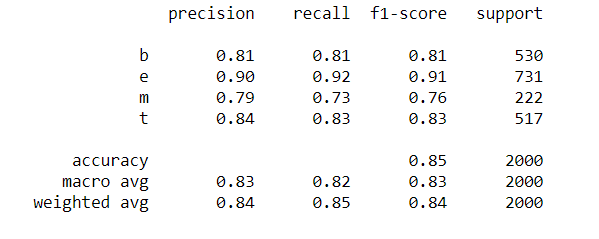 precision recall f1-score support
b 0.81 0.81 0.81 530
e 0.90 0.92 0.91 731
m 0.79 0.73 0.76 222
t 0.84 0.83 0.83 517
accuracy 0.85 2000
macro avg 0.83 0.82 0.83 2000
weighted avg 0.84 0.85 0.84 2000